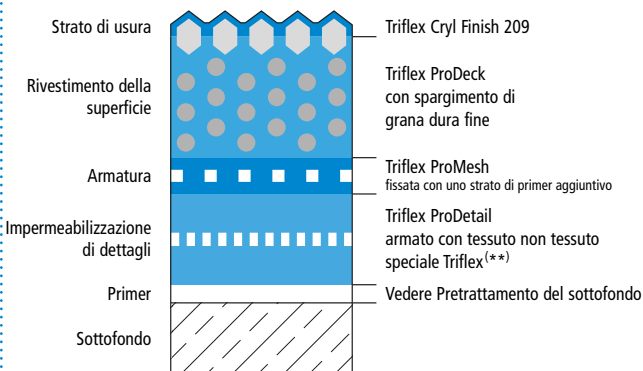 Strato di usura
Triflex Cryl Finish 209
Rivestimento della
superficie
Triflex ProDeck
con spargimento di
grana dura fine
Armatura
Triflex ProMesh
fissata con uno strato di primer aggiuntivo
Impermeabilizzazione
di dettagli
Triflex ProDetail
armato con tessuto non tessuto
speciale Triflex(**)
Primer
Vedere Pretrattamento del sottofondo
Sottofondo